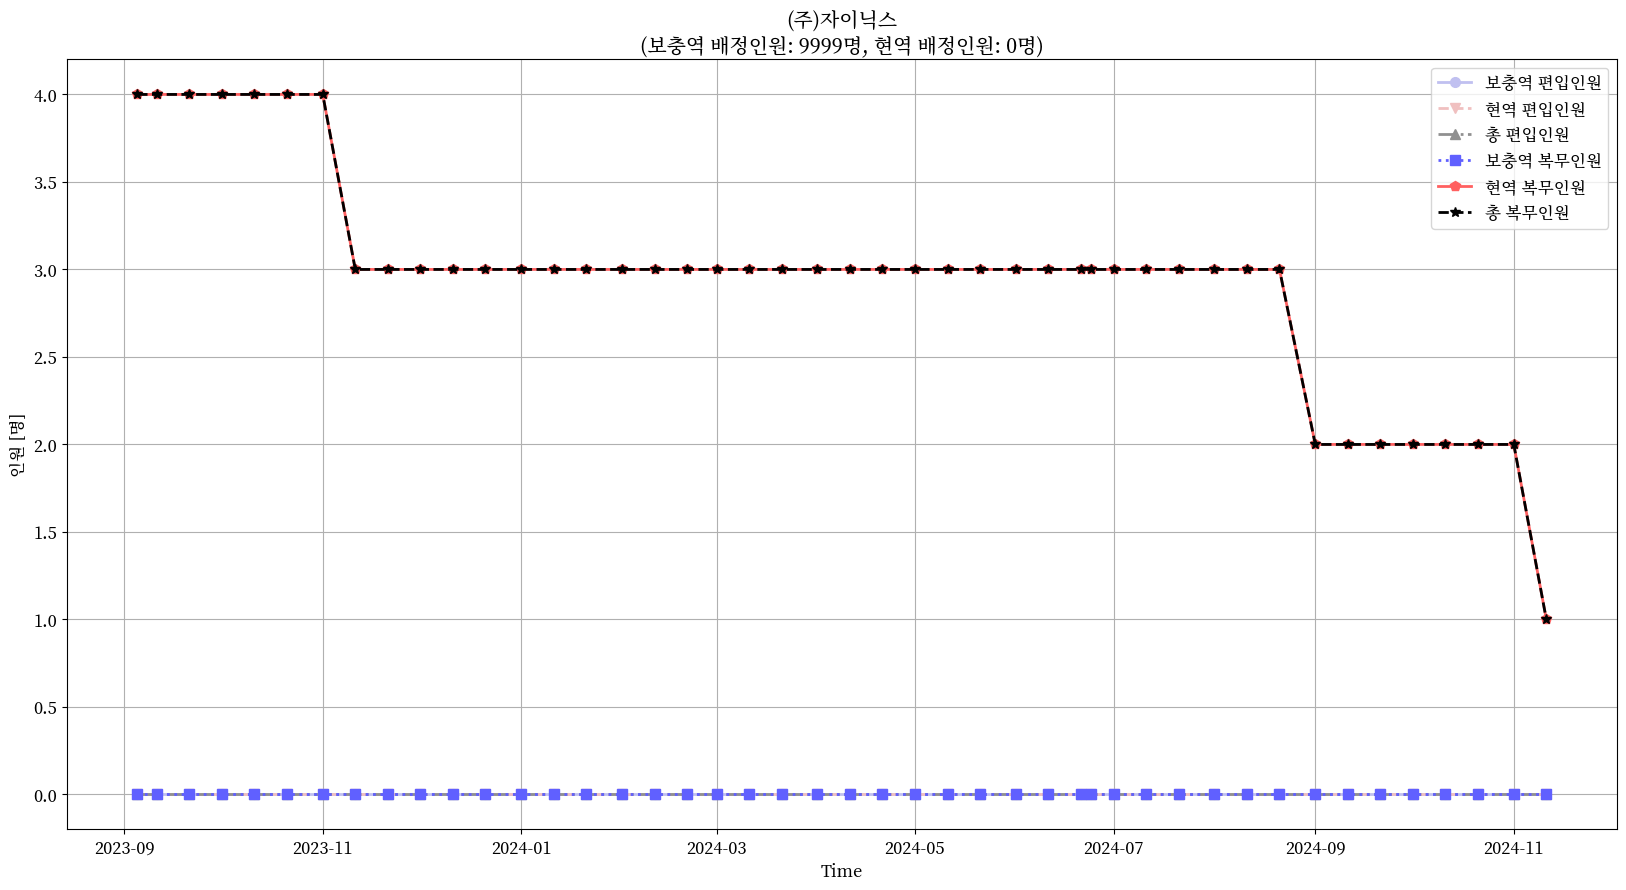 (주)자이닉스
(보충역 배정인원: 9999명, 현역 배정인원: 0명)
보충역 편입인원
현역 편입인원
총 편입인원
보충역 복무인원
현역 복무인원
총 복무인원
인원 [명]
4.0
3.5
3.0
2.5
2.0
1.5
1.0
0.5
0.0
2023-09
2023-11
2024-01
2024-03
2024-05
2024-07
2024-09
2024-11
Time